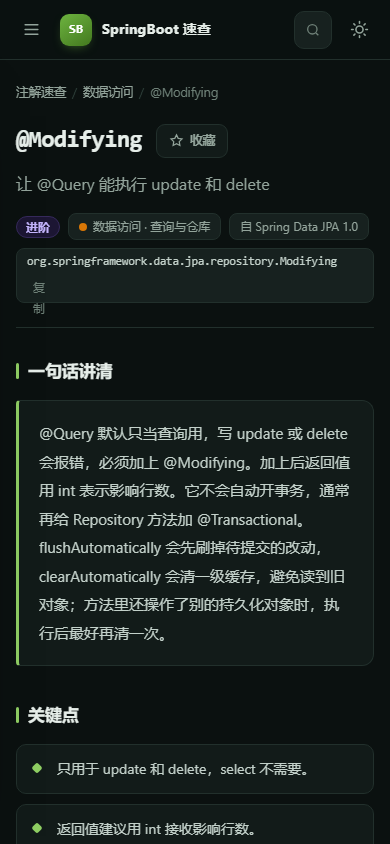 SB SpringBoot 速查
注解速查 / 数据访问 / @Modifying
@Modifying 收藏
让 @Query 能执行 update 和 delete
进阶 数据访问 · 查询与仓库 自 Spring Data JPA 1.0
org.springframework.data.jpa.repository.Modifying
复
制
一句话讲清
@Query 默认只当查询用，写 update 或 delete
会报错，必须加上 @Modifying。加上后返回值
用 int 表示影响行数。它不会自动开事务，通常
再给 Repository 方法加 @Transactional。
flushAutomatically 会先刷掉待提交的改动，
clearAutomatically 会清一级缓存，避免读到旧
对象；方法里还操作了别的持久化对象时，执
行后最好再清一次。
关键点
只用于 update 和 delete，select 不需要。
返回值建议用 int 接收影响行数。